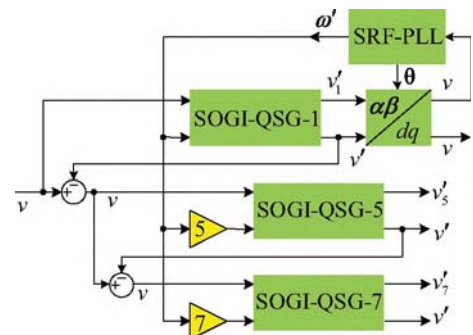 ω' SRF-PLL
θ
v'₁ v
SOGI-QSG-1 αβ
dq
v' v
v v
SOGI-QSG-5 v'₅
5 v'
v
SOGI-QSG-7 v'₇
7 v'